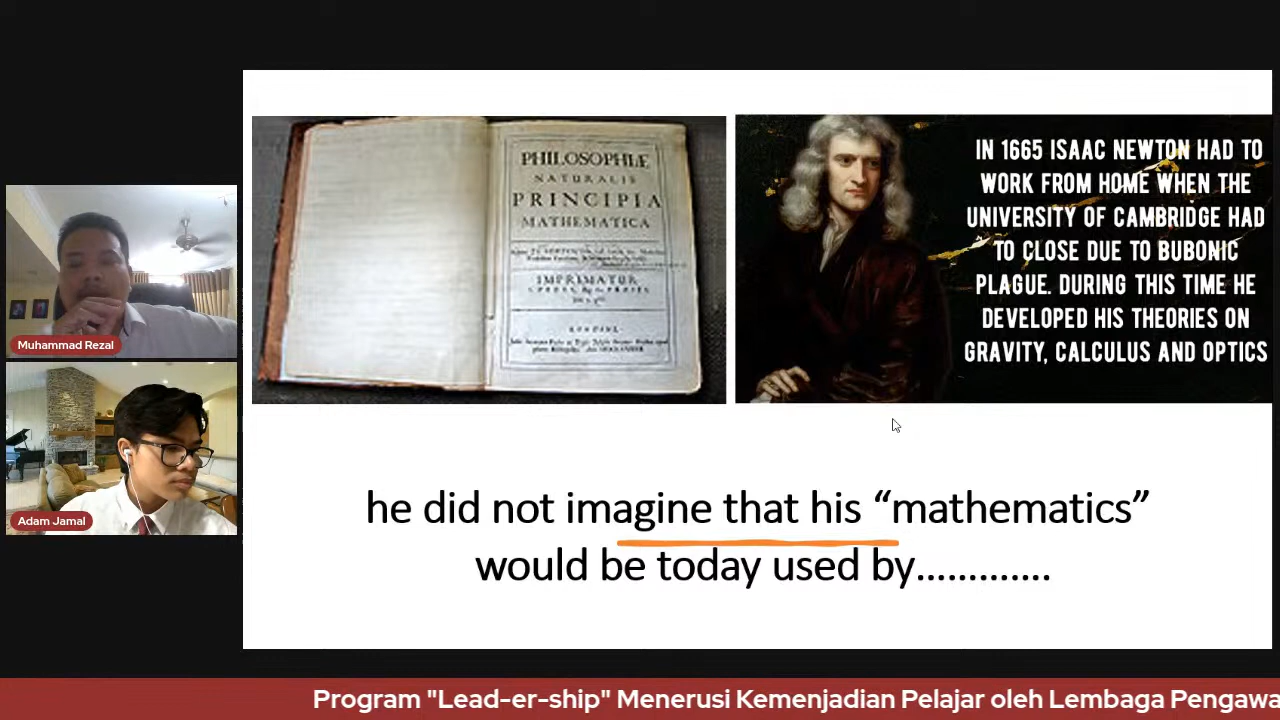 PHILOSOPHIÆ
NATURALIS
PRINCIPIA
MATHEMATICA
IMPRIMATUR
IN 1665 ISAAC NEWTON HAD TO
WORK FROM HOME WHEN THE
UNIVERSITY OF CAMBRIDGE HAD
TO CLOSE DUE TO BUBONIC
PLAGUE. DURING THIS TIME HE
DEVELOPED HIS THEORIES ON
GRAVITY, CALCULUS AND OPTICS
Muhammad Rezal
Adam Jamal
he did not imagine that his “mathematics”
would be today used by.............
Program "Lead-er-ship" Menerusi Kemenjadian Pelajar oleh Lembaga Pengawa